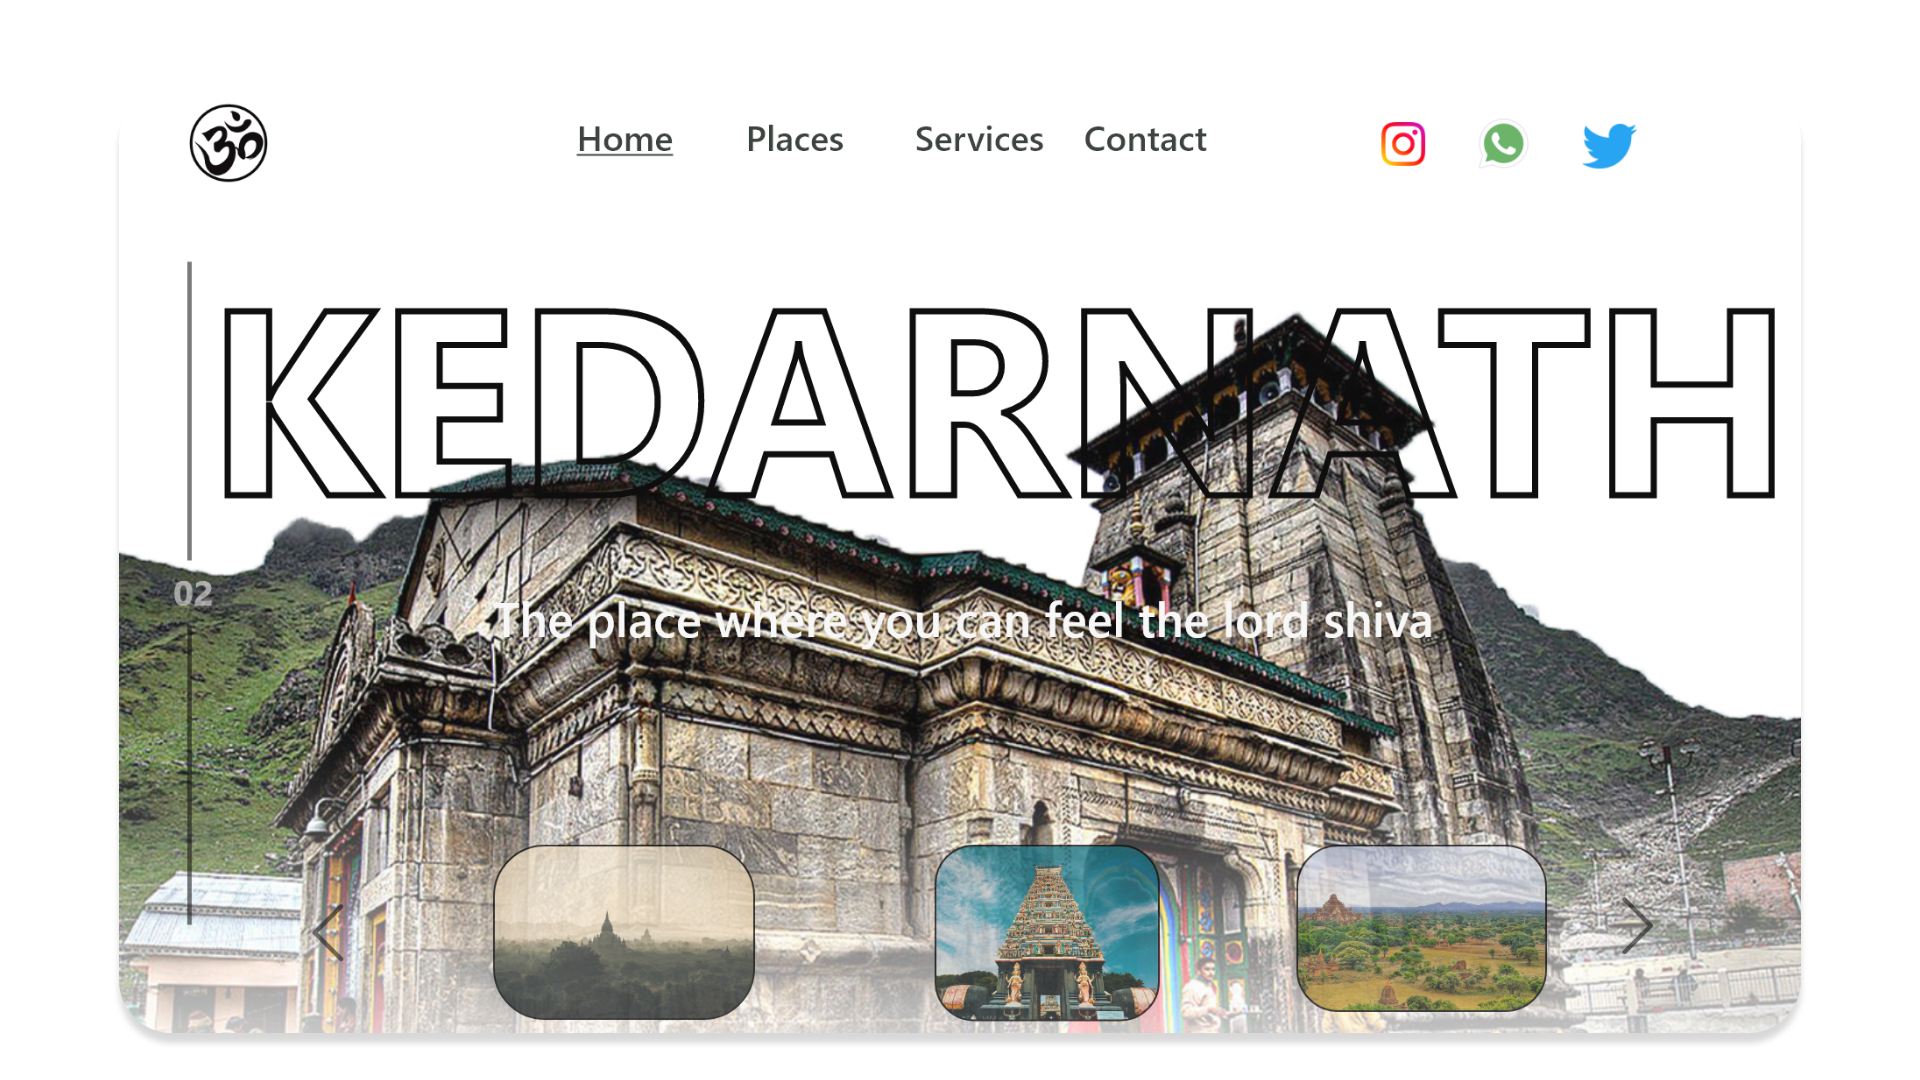 ॐ
Home Places Services Contact
KEDARNATH
02
The place where you can feel the lord shiva